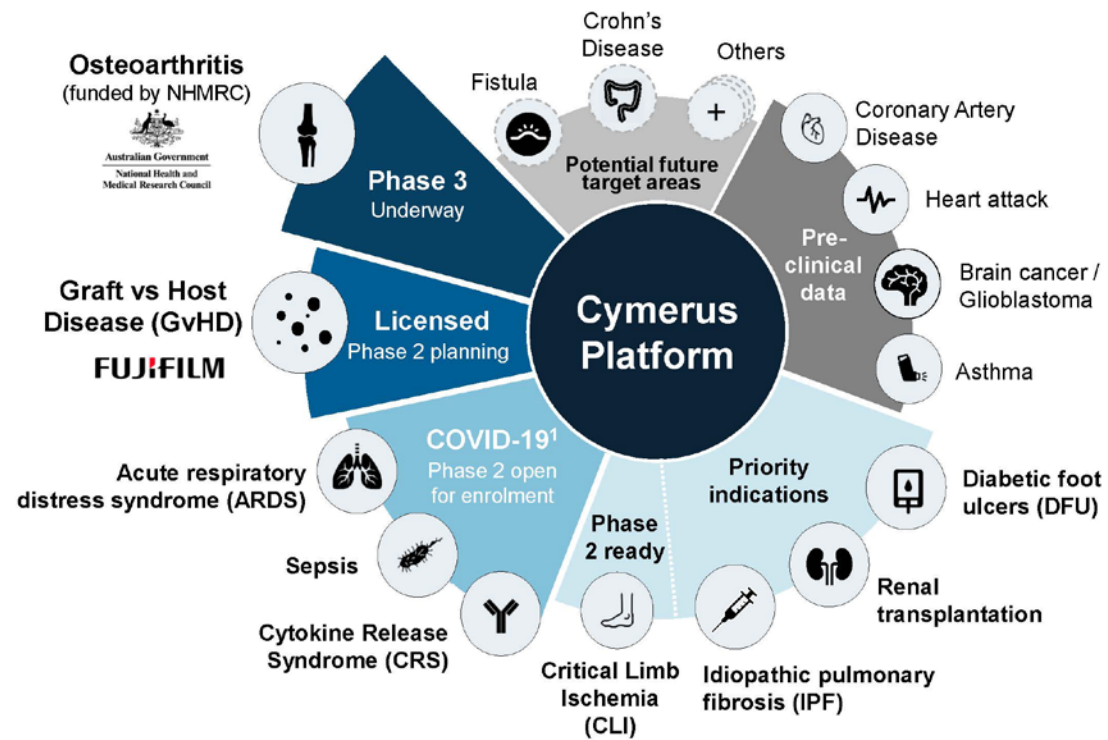 Osteoarthritis
(funded by NHMRC)
Australian Government
National Health and
Medical Research Council
Phase 3
Underway
Fistula
Crohn's
Disease
Others
+
Potential future
target areas
Coronary Artery
Disease
Heart attack
Brain cancer /
Glioblastoma
Asthma
Pre-
clinical
data
Cymerus
Platform
Graft vs Host
Disease (GvHD)
FUJIFILM
Licensed
Phase 2 planning
COVID-19¹
Phase 2 open
for enrolment
Acute respiratory
distress syndrome (ARDS)
Sepsis
Cytokine Release
Syndrome (CRS)
Phase
2 ready
Critical Limb
Ischemia
(CLI)
Priority
indications
Diabetic foot
ulcers (DFU)
Renal
transplantation
Idiopathic pulmonary
fibrosis (IPF)